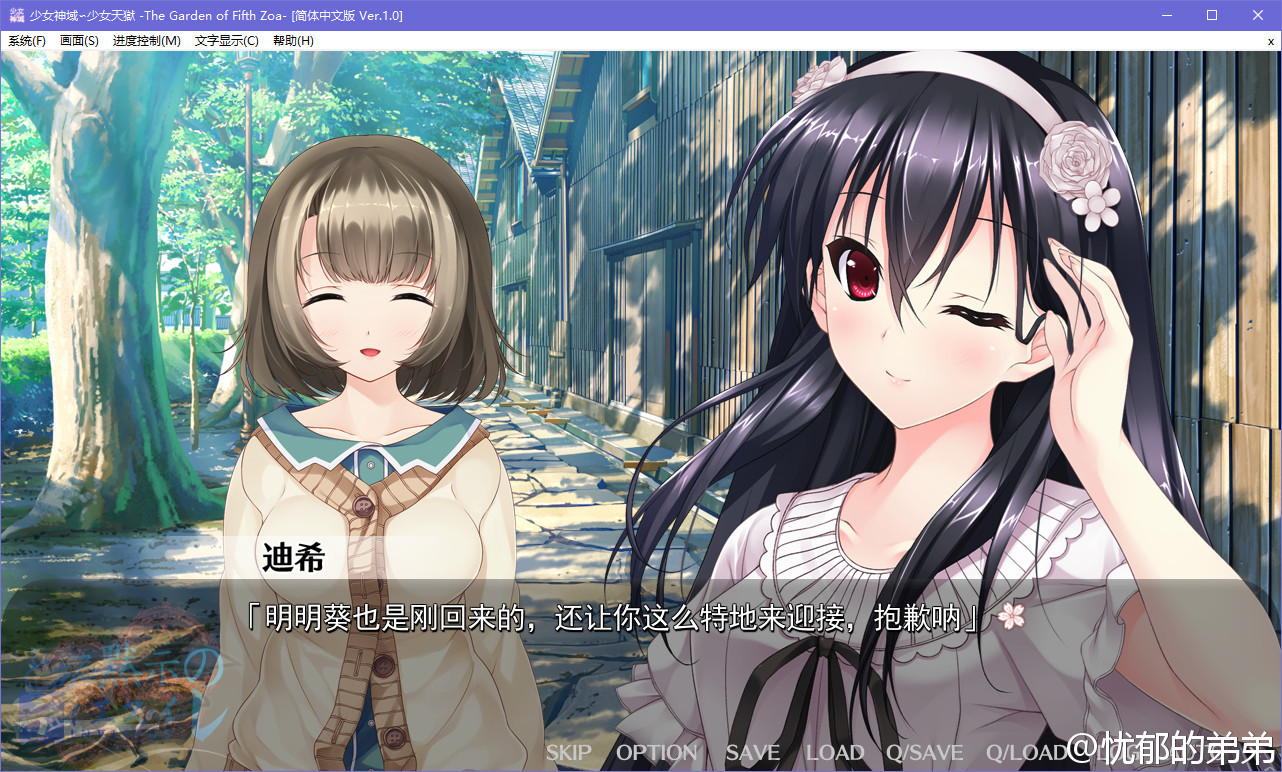 少女神域∽少女天獄 -The Garden of Fifth Zoa- [简体中文版 Ver.1.0]
系统(F) 画面(S) 进度控制(M) 文字显示(C) 帮助(H) x
迪希
「明明葵也是刚回来的，还让你这么特地来迎接，抱歉呐」
SKIP OPTION SAVE LOAD Q/SAVE Q/LOAD
@忧郁的弟弟